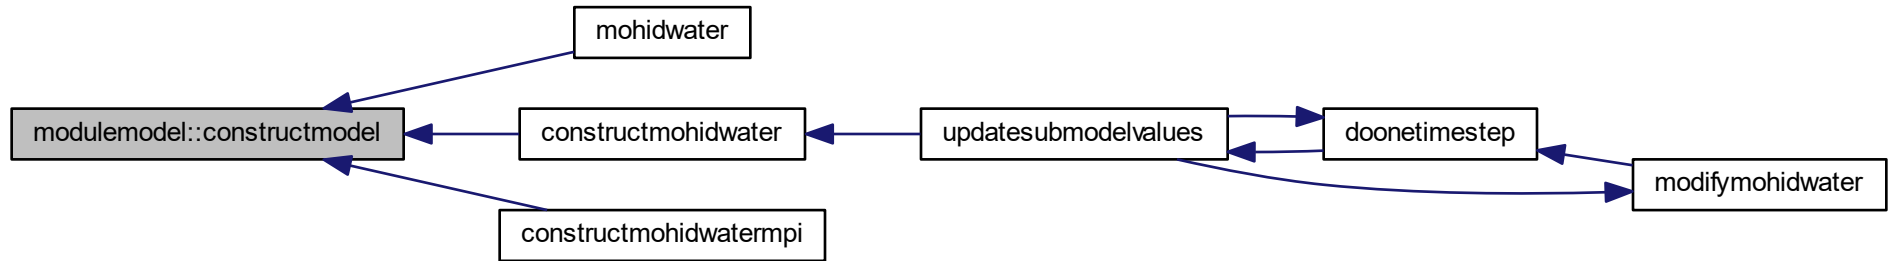 mohidwater
modulemodel::constructmodel
constructmohidwater
updatesubmodelvalues
doonetimestep
modifymohidwater
constructmohidwatermpi